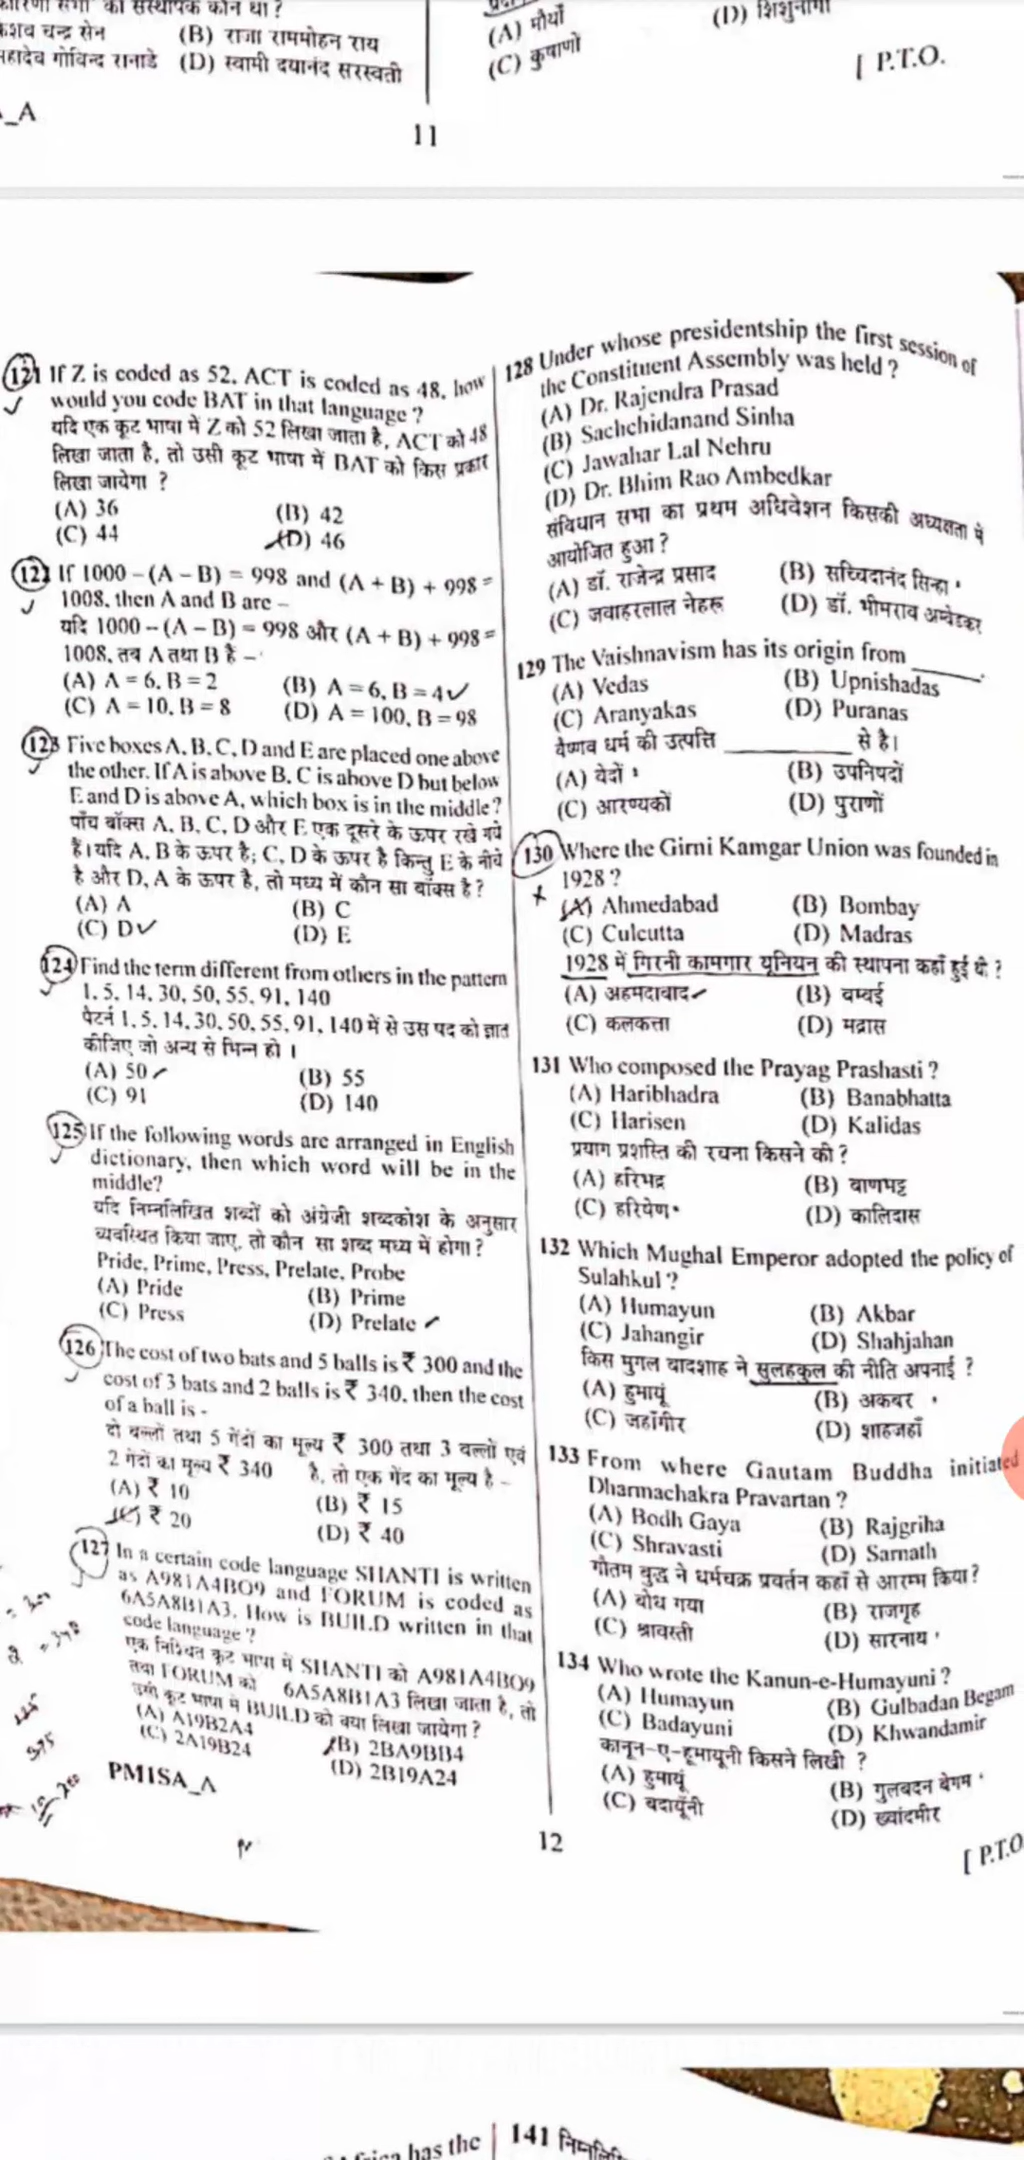 कौन था ?
केशव चन्द्र सेन (B) राजा राममोहन राय
महादेव गोविन्द रानाडे (D) स्वामी दयानंद सरस्वती
_A
11
(A) मौर्यों (D) शिशुनागों
(C) कुषाणों
[ P.T.O.
121 If Z is coded as 52, ACT is coded as 48, how
would you code BAT in that language ?
यदि एक कूट भाषा में Z को 52 लिखा जाता है, ACT को 48
लिखा जाता है, तो उसी कूट भाषा में BAT को किस प्रकार
लिखा जायेगा ?
(A) 36 (B) 42
(C) 44 (D) 46
122 If 1000 – (A – B) = 998 and (A + B) + 998 =
1008, then A and B are –
यदि 1000 – (A – B) = 998 और (A + B) + 998 =
1008, तब A तथा B हैं –
(A) A = 6, B = 2 (B) A = 6, B = 4
(C) A = 10, B = 8 (D) A = 100, B = 98
123 Five boxes A, B, C, D and E are placed one above
the other. If A is above B, C is above D but below
E and D is above A, which box is in the middle ?
पाँच बॉक्स A, B, C, D और E एक दूसरे के ऊपर रखे गये
हैं। यदि A, B के ऊपर है; C, D के ऊपर है किन्तु E के नीचे
है और D, A के ऊपर है, तो मध्य में कौन सा बॉक्स है ?
(A) A (B) C
(C) D (D) E
124 Find the term different from others in the pattern
1, 5, 14, 30, 50, 55, 91, 140
पैटर्न 1, 5, 14, 30, 50, 55, 91, 140 में से उस पद को ज्ञात
कीजिए जो अन्य से भिन्न हो ।
(A) 50 (B) 55
(C) 91 (D) 140
125 If the following words are arranged in English
dictionary, then which word will be in the
middle?
यदि निम्नलिखित शब्दों को अंग्रेजी शब्दकोश के अनुसार
व्यवस्थित किया जाए, तो कौन सा शब्द मध्य में होगा ?
Pride, Prime, Press, Prelate, Probe
(A) Pride (B) Prime
(C) Press (D) Prelate
126 The cost of two bats and 5 balls is ₹ 300 and the
cost of 3 bats and 2 balls is ₹ 340, then the cost
of a ball is -
दो बल्लों तथा 5 गेंदों का मूल्य ₹ 300 तथा 3 बल्लों एवं
2 गेंदों का मूल्य ₹ 340 है, तो एक गेंद का मूल्य है –
(A) ₹ 10 (B) ₹ 15
(C) ₹ 20 (D) ₹ 40
127 In a certain code language SHANTI is written
as A981A4BO9 and FORUM is coded as
6A5A8B1A3. How is BUILD written in that
code language ?
एक निश्चित कूट भाषा में SHANTI को A981A4BO9
तथा FORUM को 6A5A8B1A3 लिखा जाता है, तो
उसी कूट भाषा में BUILD को क्या लिखा जायेगा ?
(A) A19B2A4 (B) 2BA9BB4
(C) 2A19B24 (D) 2B19A24
PM1SA_A
12
128 Under whose presidentship the first session of
the Constituent Assembly was held ?
(A) Dr. Rajendra Prasad
(B) Sachchidanand Sinha
(C) Jawahar Lal Nehru
(D) Dr. Bhim Rao Ambedkar
संविधान सभा का प्रथम अधिवेशन किसकी अध्यक्षता में
आयोजित हुआ ?
(A) डॉ. राजेन्द्र प्रसाद (B) सच्चिदानंद सिन्हा
(C) जवाहरलाल नेहरू (D) डॉ. भीमराव अम्बेडकर
129 The Vaishnavism has its origin from ______.
(A) Vedas (B) Upnishadas
(C) Aranyakas (D) Puranas
वैष्णव धर्म की उत्पत्ति ______ से है।
(A) वेदों (B) उपनिषदों
(C) आरण्यकों (D) पुराणों
130 Where the Girni Kamgar Union was founded in
1928 ?
(A) Ahmedabad (B) Bombay
(C) Culcutta (D) Madras
1928 में गिरनी कामगार यूनियन की स्थापना कहाँ हुई थी ?
(A) अहमदाबाद (B) बम्बई
(C) कलकत्ता (D) मद्रास
131 Who composed the Prayag Prashasti ?
(A) Haribhadra (B) Banabhatta
(C) Harisen (D) Kalidas
प्रयाग प्रशस्ति की रचना किसने की ?
(A) हरिभद्र (B) बाणभट्ट
(C) हरिषेण (D) कालिदास
132 Which Mughal Emperor adopted the policy of
Sulahkul ?
(A) Humayun (B) Akbar
(C) Jahangir (D) Shahjahan
किस मुगल बादशाह ने सुलहकुल की नीति अपनाई ?
(A) हुमायूं (B) अकबर
(C) जहाँगीर (D) शाहजहाँ
133 From where Gautam Buddha initiated
Dharmachakra Pravartan ?
(A) Bodh Gaya (B) Rajgriha
(C) Shravasti (D) Sarnath
गौतम बुद्ध ने धर्मचक्र प्रवर्तन कहाँ से आरम्भ किया ?
(A) बोध गया (B) राजगृह
(C) श्रावस्ती (D) सारनाथ
134 Who wrote the Kanun-e-Humayuni ?
(A) Humayun (B) Gulbadan Begam
(C) Badayuni (D) Khwandamir
कानून-ए-हूमायूनी किसने लिखी ?
(A) हुमायूं (B) गुलबदन बेगम
(C) बदायूँनी (D) ख्वांदमीर
[ P.T.O
has the
141